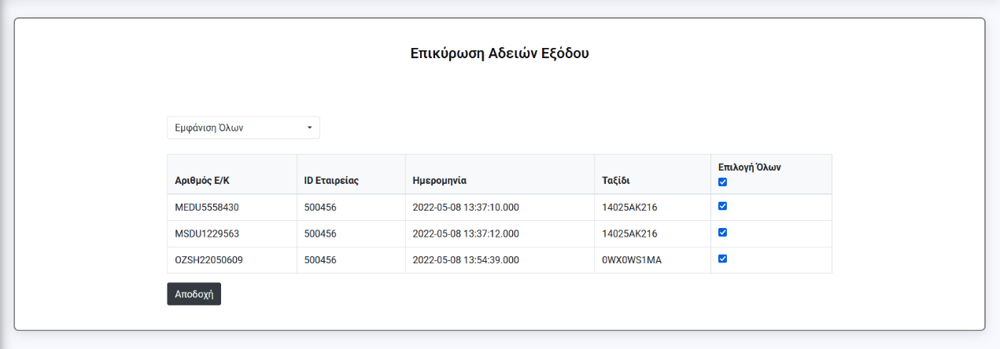 Επικύρωση Αδειών Εξόδου
Εμφάνιση Όλων
Αριθμός Ε/Κ ID Εταιρείας Ημερομηνία Ταξίδι Επιλογή Όλων
MEDU5558430 500456 2022-05-08 13:37:10.000 14025AK216
MSDU1229563 500456 2022-05-08 13:37:12.000 14025AK216
OZSH22050609 500456 2022-05-08 13:54:39.000 0WX0WS1MA
Αποδοχή